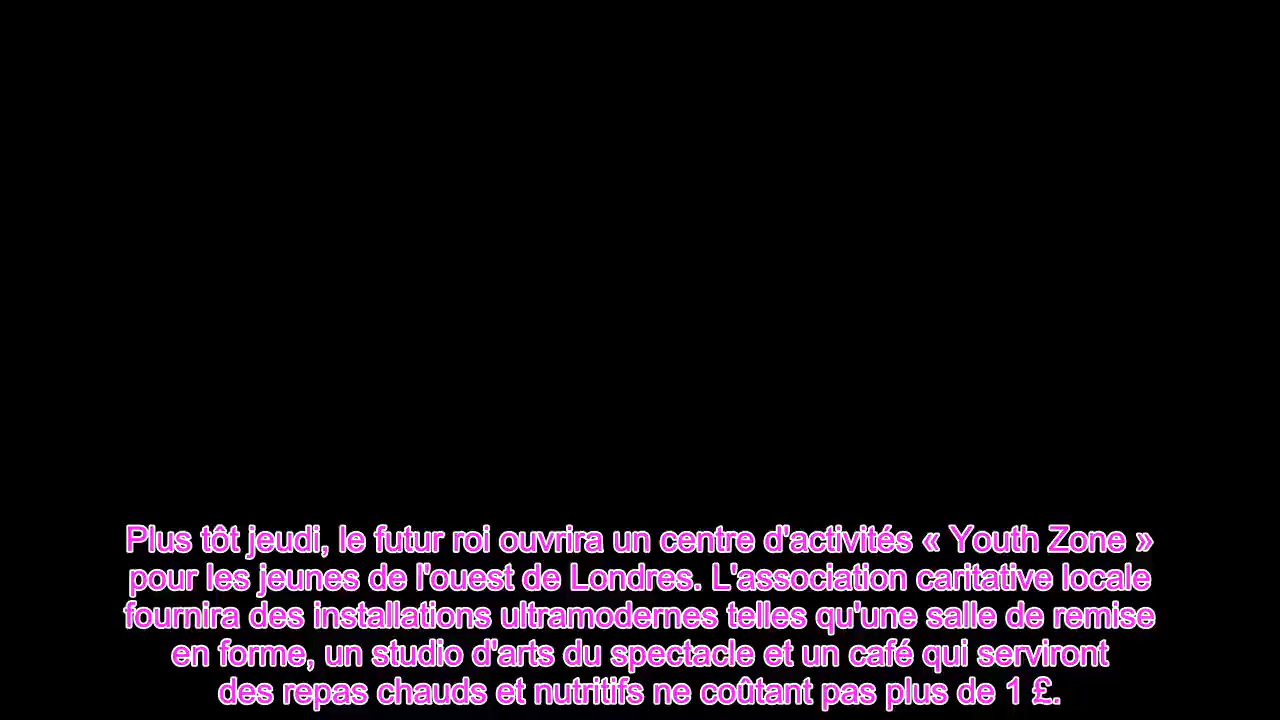 Plus tôt jeudi, le futur roi ouvrira un centre d'activités « Youth Zone »
pour les jeunes de l'ouest de Londres. L'association caritative locale
fournira des installations ultramodernes telles qu'une salle de remise
en forme, un studio d'arts du spectacle et un café qui serviront
des repas chauds et nutritifs ne coûtant pas plus de 1 £.